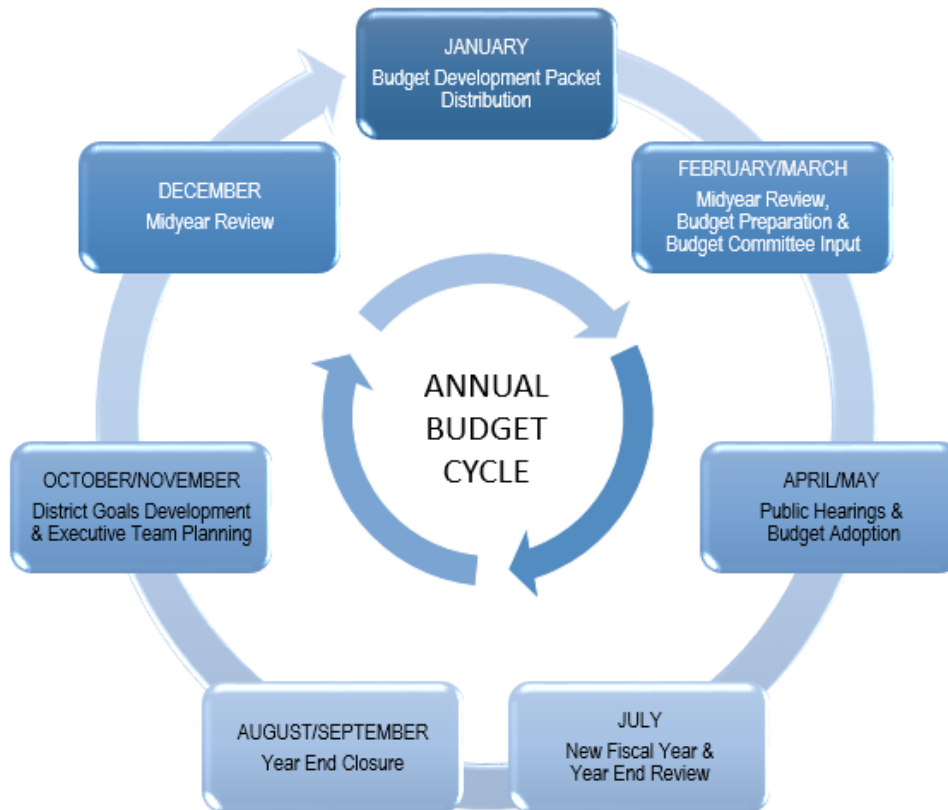 JANUARY
Budget Development Packet
Distribution
FEBRUARY/MARCH
Midyear Review,
Budget Preparation &
Budget Committee Input
APRIL/MAY
Public Hearings &
Budget Adoption
JULY
New Fiscal Year &
Year End Review
AUGUST/SEPTEMBER
Year End Closure
OCTOBER/NOVEMBER
District Goals Development
& Executive Team Planning
DECEMBER
Midyear Review
ANNUAL
BUDGET
CYCLE